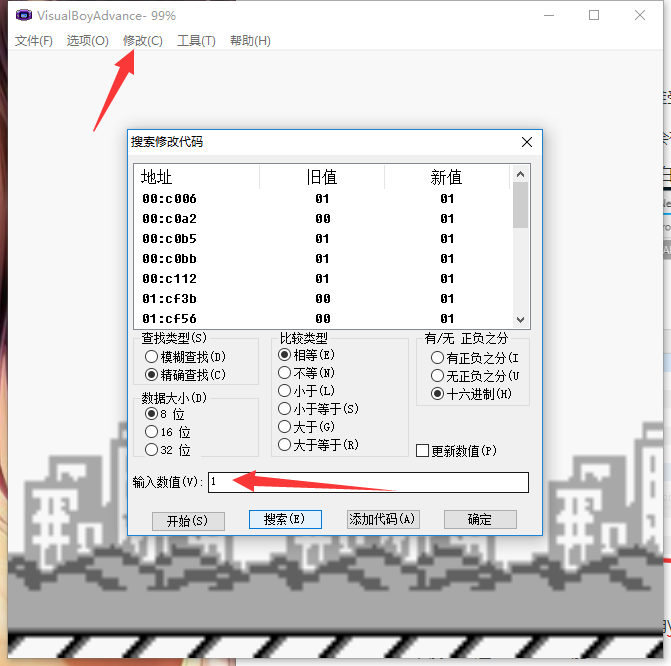 VisualBoyAdvance- 99%
文件(F) 选项(O) 修改(C) 工具(T) 帮助(H)
搜索修改代码
地址 旧值 新值
00:c006 01 01
00:c0a2 00 01
00:c0b5 01 01
00:c0bb 01 01
00:c112 01 01
01:cf3b 00 01
01:cf56 00 01
查找类型(S)
模糊查找(D)
精确查找(C)
数据大小(D)
8 位
16 位
32 位
比较类型
相等(E)
不等(N)
小于(L)
小于等于(S)
大于(G)
大于等于(R)
有/无 正负之分
有正负之分(I
无正负之分(U
十六进制(H)
更新数值(P)
输入数值(V): 1
开始(S) 搜索(E) 添加代码(A) 确定